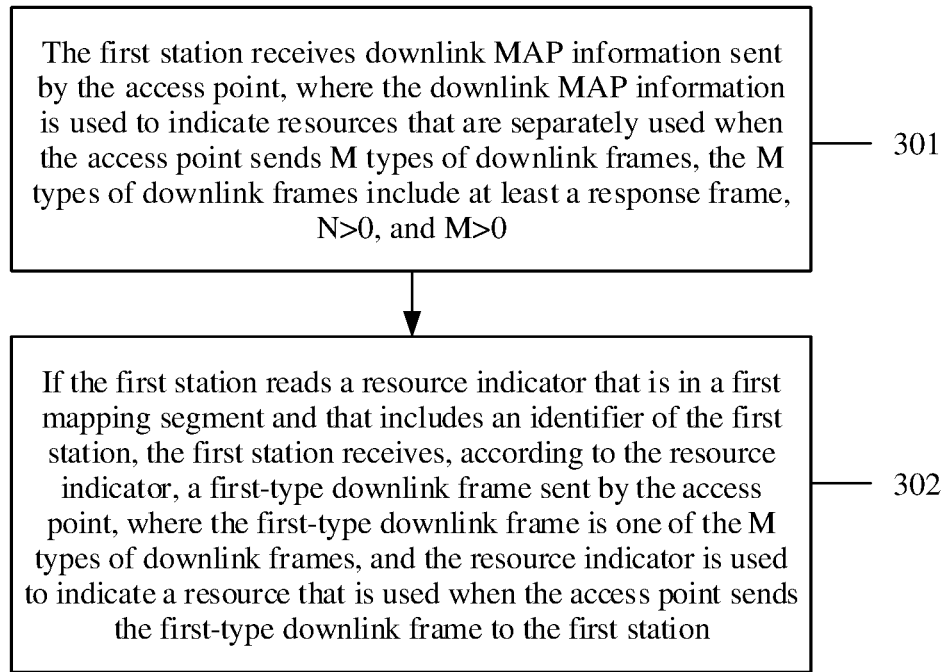 The first station receives downlink MAP information sent
by the access point, where the downlink MAP information
is used to indicate resources that are separately used when
the access point sends M types of downlink frames, the M
types of downlink frames include at least a response frame,
N>0, and M>0
301
If the first station reads a resource indicator that is in a first
mapping segment and that includes an identifier of the first
station, the first station receives, according to the resource
indicator, a first-type downlink frame sent by the access
point, where the first-type downlink frame is one of the M
types of downlink frames, and the resource indicator is used
to indicate a resource that is used when the access point sends
the first-type downlink frame to the first station
302